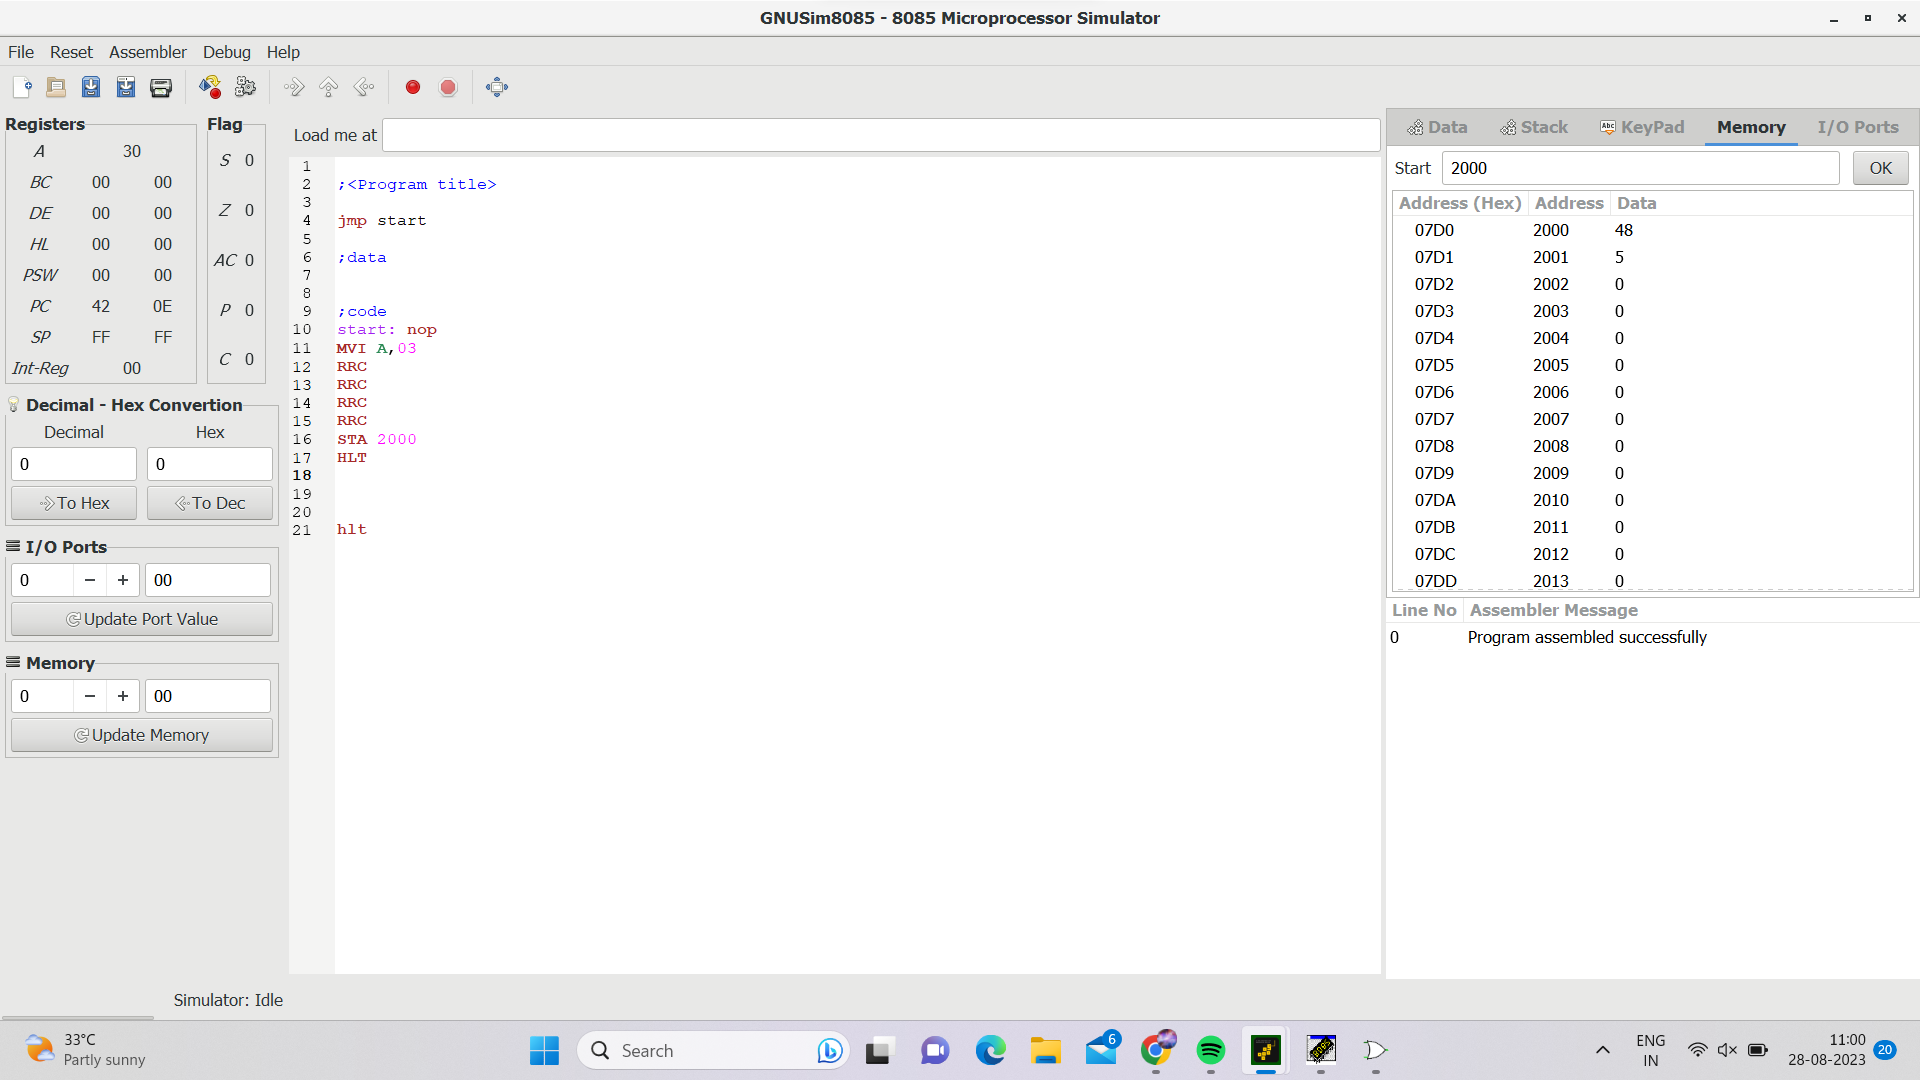 GNUSim8085 - 8085 Microprocessor Simulator
File Reset Assembler Debug Help
Registers
A 30
BC 00 00
DE 00 00
HL 00 00
PSW 00 00
PC 42 0E
SP FF FF
Int-Reg 00
Flag
S 0
Z 0
AC 0
P 0
C 0
Decimal - Hex Convertion
Decimal Hex
0 0
To Hex To Dec
I/O Ports
0 − + 00
Update Port Value
Memory
0 − + 00
Update Memory
Load me at
1
2 ;<Program title>
3
4 jmp start
5
6 ;data
7
8
9 ;code
10 start: nop
11 MVI A,03
12 RRC
13 RRC
14 RRC
15 RRC
16 STA 2000
17 HLT
18
19
20
21 hlt
Data Stack Abc KeyPad Memory I/O Ports
Start 2000 OK
Address (Hex) Address Data
07D0 2000 48
07D1 2001 5
07D2 2002 0
07D3 2003 0
07D4 2004 0
07D5 2005 0
07D6 2006 0
07D7 2007 0
07D8 2008 0
07D9 2009 0
07DA 2010 0
07DB 2011 0
07DC 2012 0
07DD 2013 0
Line No Assembler Message
0 Program assembled successfully
Simulator: Idle
33°C
Partly sunny
Search
6
ENG
IN
11:00
28-08-2023
20